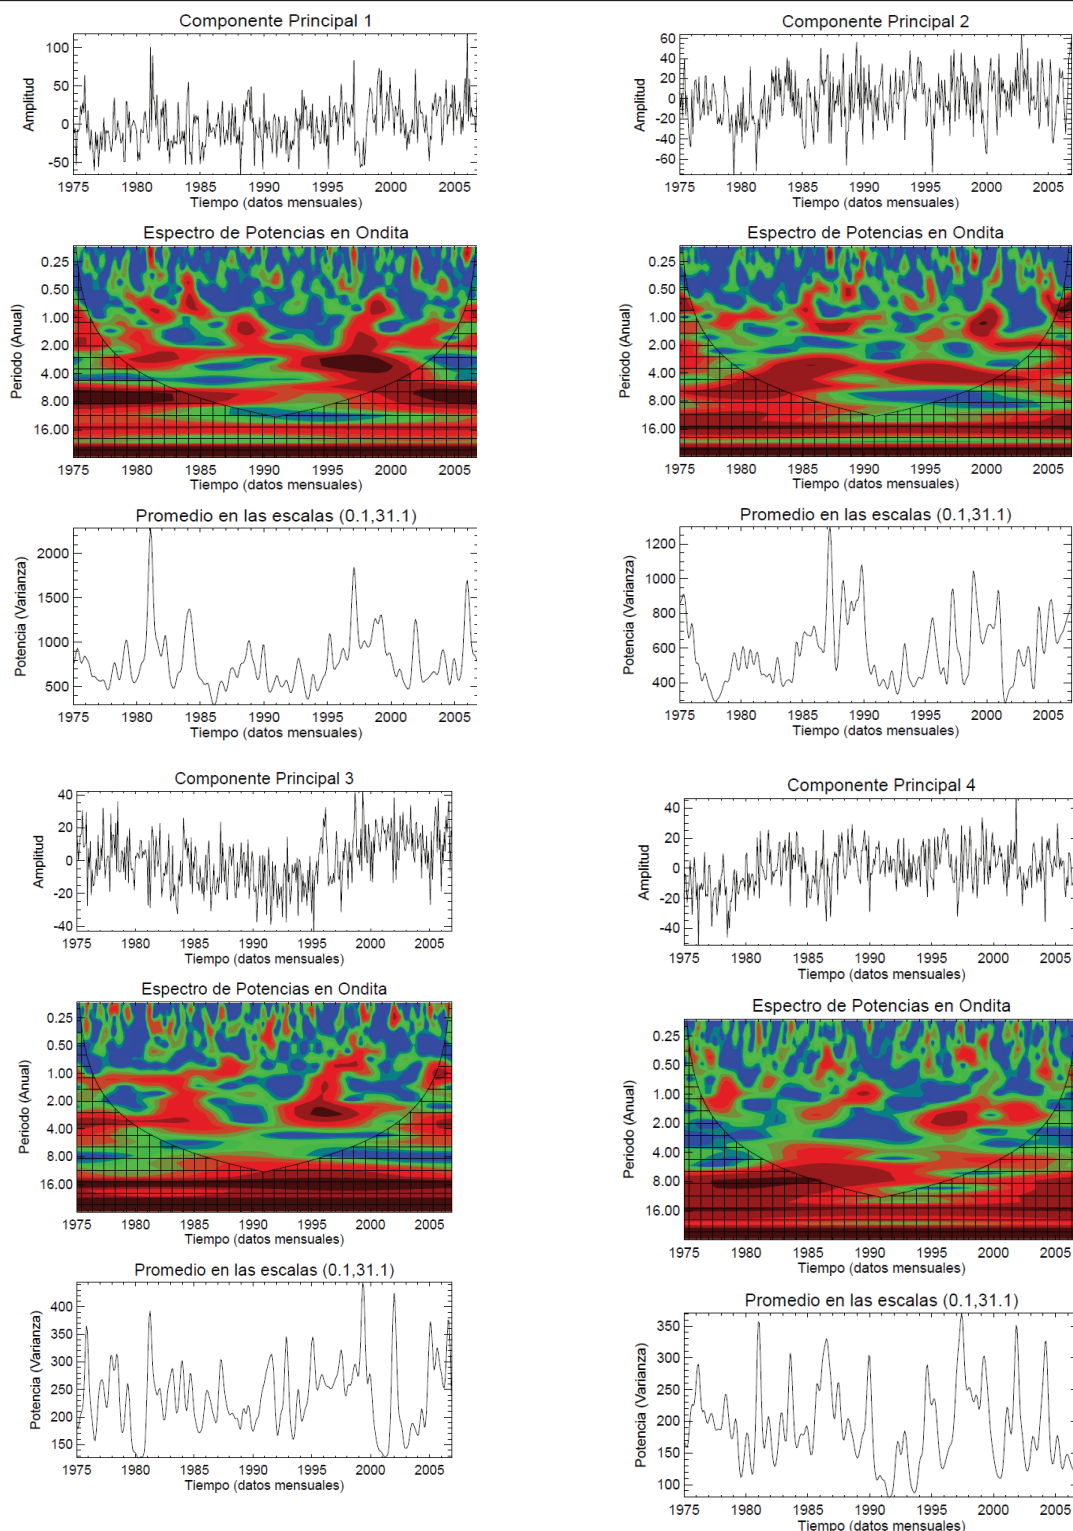 Componente Principal 1
Amplitud
100
50
0
-50
1975 1980 1985 1990 1995 2000 2005
Tiempo (datos mensuales)
Espectro de Potencias en Ondita
Periodo (Anual)
0.25
0.50
1.00
2.00
4.00
8.00
16.00
1975 1980 1985 1990 1995 2000 2005
Tiempo (datos mensuales)
Promedio en las escalas (0.1,31.1)
Potencia (Varianza)
2000
1500
1000
500
1975 1980 1985 1990 1995 2000 2005
Tiempo (datos mensuales)
Componente Principal 2
Amplitud
60
40
20
0
-20
-40
-60
1975 1980 1985 1990 1995 2000 2005
Tiempo (datos mensuales)
Espectro de Potencias en Ondita
Periodo (Anual)
0.25
0.50
1.00
2.00
4.00
8.00
16.00
1975 1980 1985 1990 1995 2000 2005
Tiempo (datos mensuales)
Promedio en las escalas (0.1,31.1)
Potencia (Varianza)
1200
1000
800
600
400
1975 1980 1985 1990 1995 2000 2005
Tiempo (datos mensuales)
Componente Principal 3
Amplitud
40
20
0
-20
-40
1975 1980 1985 1990 1995 2000 2005
Tiempo (datos mensuales)
Espectro de Potencias en Ondita
Periodo (Anual)
0.25
0.50
1.00
2.00
4.00
8.00
16.00
1975 1980 1985 1990 1995 2000 2005
Tiempo (datos mensuales)
Promedio en las escalas (0.1,31.1)
Potencia (Varianza)
400
350
300
250
200
150
1975 1980 1985 1990 1995 2000 2005
Tiempo (datos mensuales)
Componente Principal 4
Amplitud
40
20
0
-20
-40
1975 1980 1985 1990 1995 2000 2005
Tiempo (datos mensuales)
Espectro de Potencias en Ondita
Periodo (Anual)
0.25
0.50
1.00
2.00
4.00
8.00
16.00
1975 1980 1985 1990 1995 2000 2005
Tiempo (datos mensuales)
Promedio en las escalas (0.1,31.1)
Potencia (Varianza)
350
300
250
200
150
100
1975 1980 1985 1990 1995 2000 2005
Tiempo (datos mensuales)